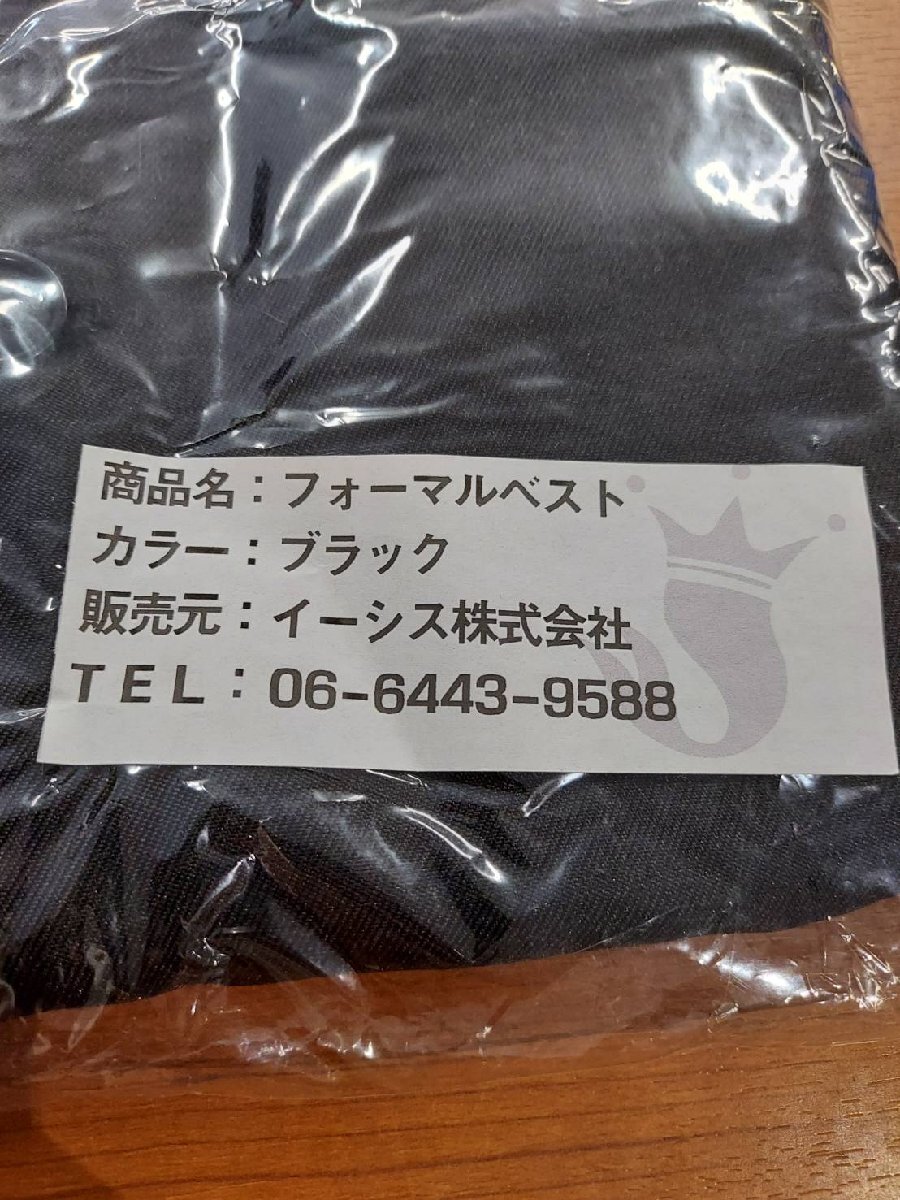 商品名：フォーマルベスト
カラー：ブラック
販売元：イーシス株式会社
TEL：06-6443-9588